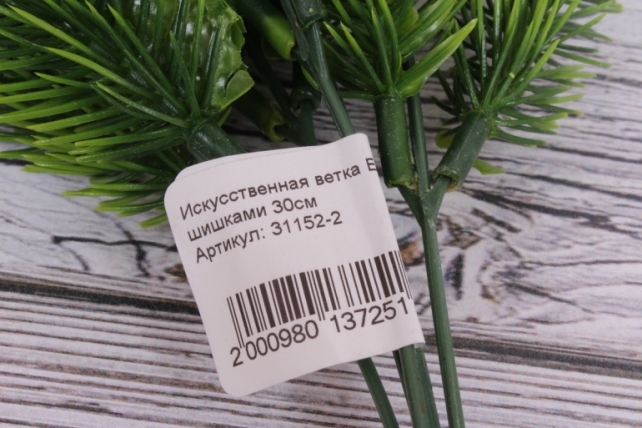 Искусственная ветка
шишками 30см
Артикул: 31152-2
2 000980 137251